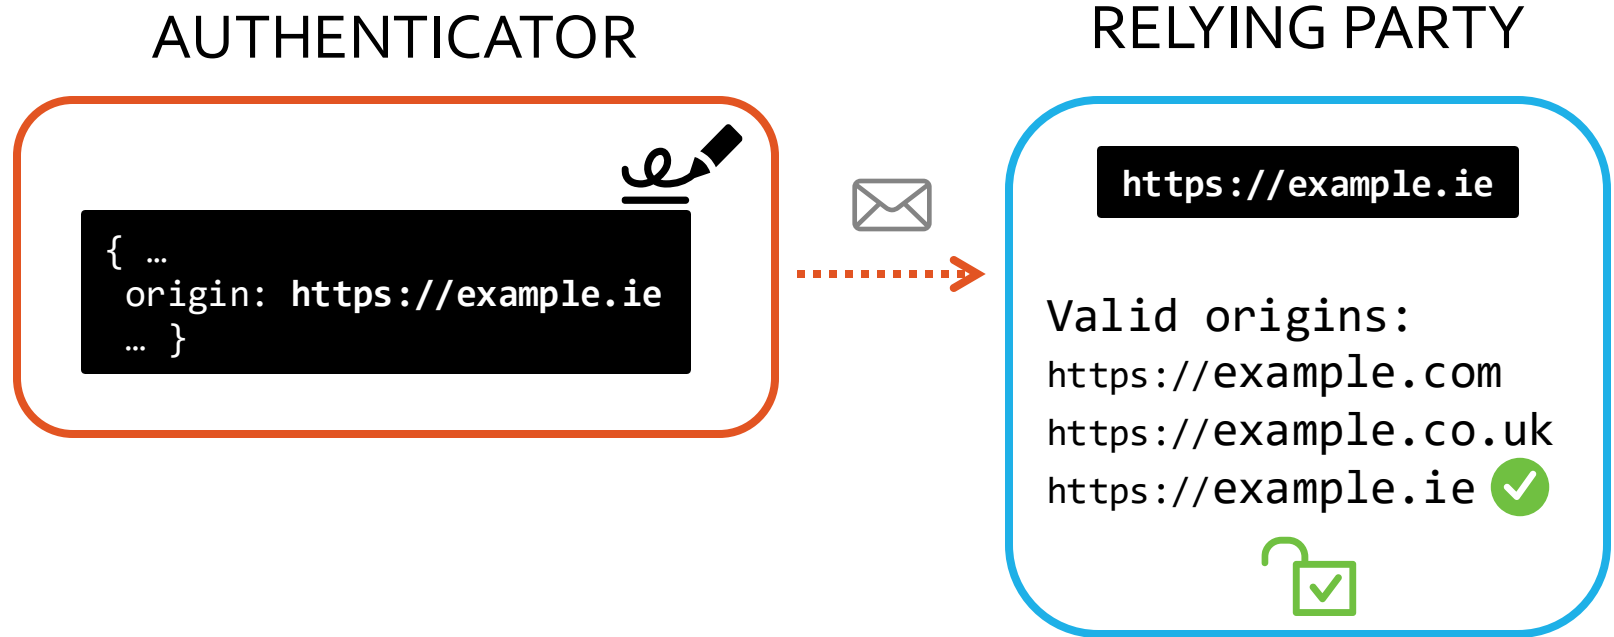 AUTHENTICATOR
{ …
origin: https://example.ie
… }
RELYING PARTY
https://example.ie
Valid origins:
https://example.com
https://example.co.uk
https://example.ie